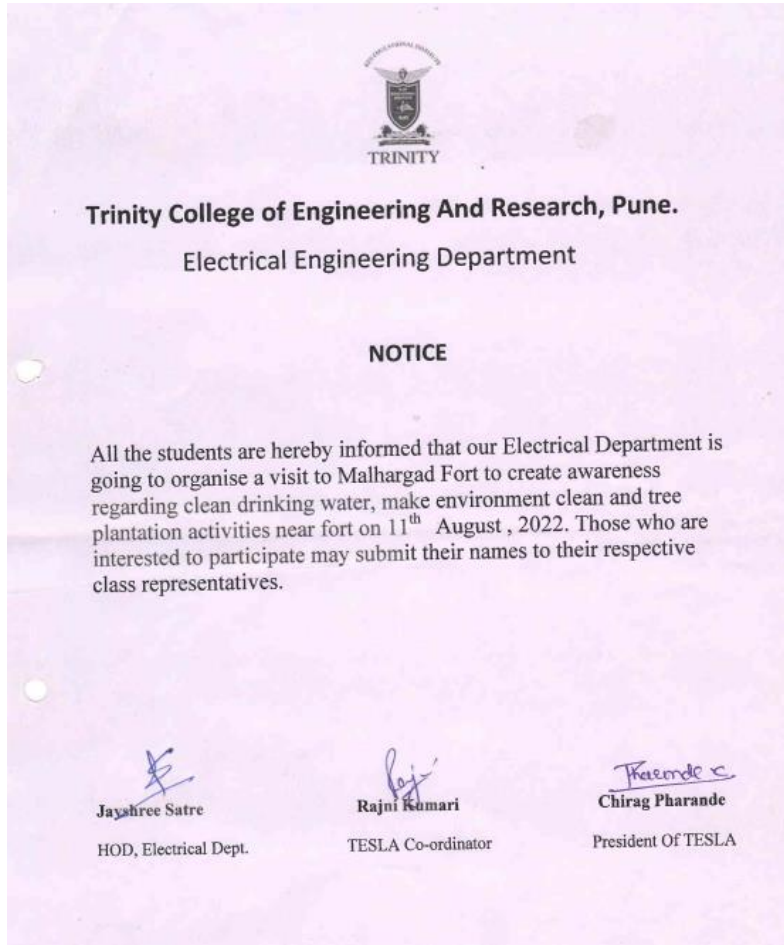 TRINITY
Trinity College of Engineering And Research, Pune.
Electrical Engineering Department
NOTICE
All the students are hereby informed that our Electrical Department is
going to organise a visit to Malhargad Fort to create awareness
regarding clean drinking water, make environment clean and tree
plantation activities near fort on 11th August , 2022. Those who are
interested to participate may submit their names to their respective
class representatives.
Jayshree Satre Rajni Kumari Chirag Pharande
HOD, Electrical Dept. TESLA Co-ordinator President Of TESLA